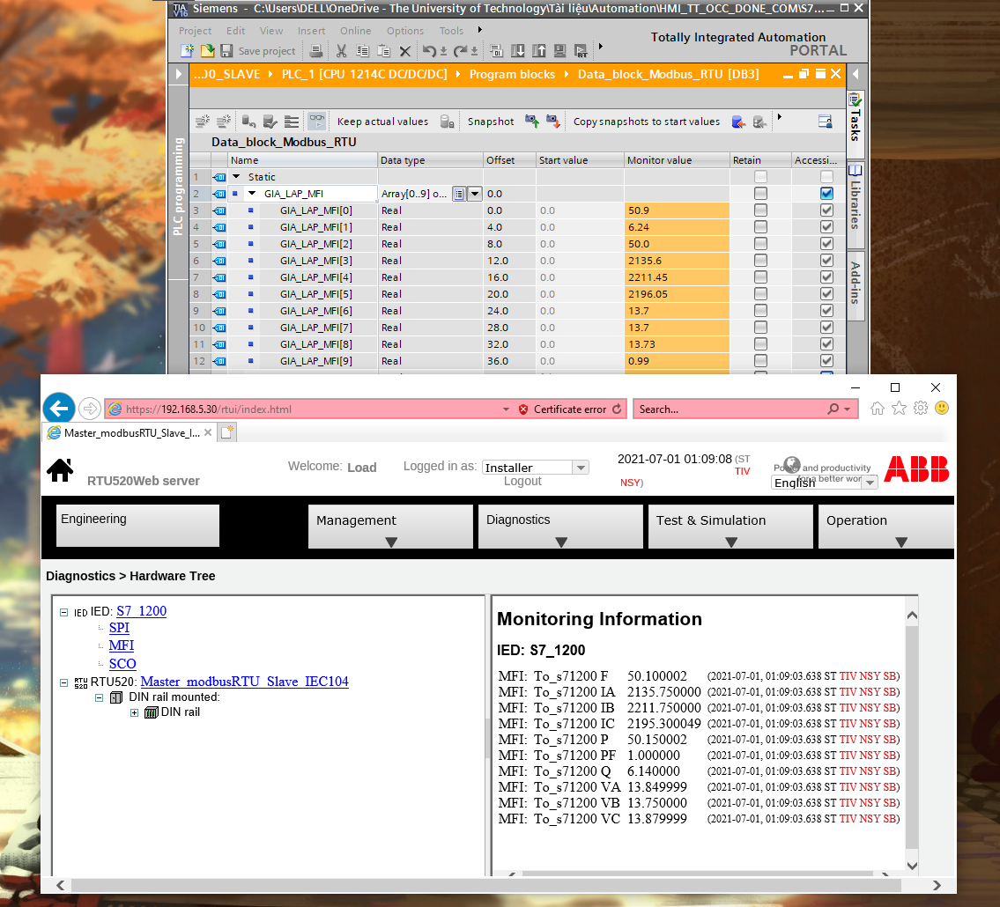 TIA V16 Siemens - C:\Users\DELL\OneDrive - The University of Technology\Tài liệu\Automation\HMI_TT_OCC_DONE_COM\S7...
Project Edit View Insert Online Options Tools
Totally Integrated Automation
PORTAL
Save project
...00_SLAVE PLC_1 [CPU 1214C DC/DC/DC] Program blocks Data_block_Modbus_RTU [DB3]
Keep actual values Snapshot Copy snapshots to start values
Data_block_Modbus_RTU
Name Data type Offset Start value Monitor value Retain Accessi...
1 Static
2 GIA_LAP_MFI Array[0..9] o... 0.0
3 GIA_LAP_MFI[0] Real 0.0 0.0 50.9
4 GIA_LAP_MFI[1] Real 4.0 0.0 6.24
5 GIA_LAP_MFI[2] Real 8.0 0.0 50.0
6 GIA_LAP_MFI[3] Real 12.0 0.0 2135.6
7 GIA_LAP_MFI[4] Real 16.0 0.0 2211.45
8 GIA_LAP_MFI[5] Real 20.0 0.0 2196.05
9 GIA_LAP_MFI[6] Real 24.0 0.0 13.7
10 GIA_LAP_MFI[7] Real 28.0 0.0 13.7
11 GIA_LAP_MFI[8] Real 32.0 0.0 13.73
12 GIA_LAP_MFI[9] Real 36.0 0.0 0.99
PLC programming
Tasks
Libraries
Add-ins
https://192.168.5.30/rtui/index.html Certificate error Search...
Master_modbusRTU_Slave_I...
RTU520Web server
Welcome: Load Logged in as: Installer
Logout
2021-07-01 01:09:08 (ST
TIV
NSY)
Power and productivity
for a better wor
English
ABB
Engineering Management Diagnostics Test & Simulation Operation
Diagnostics > Hardware Tree
IED IED: S7_1200
SPI
MFI
SCO
RTU 520 RTU520: Master_modbusRTU_Slave_IEC104
DIN rail mounted:
DIN rail
Monitoring Information
IED: S7_1200
MFI: To_s71200 F 50.100002 (2021-07-01, 01:09:03.638 ST TIV NSY SB)
MFI: To_s71200 IA 2135.750000 (2021-07-01, 01:09:03.638 ST TIV NSY SB)
MFI: To_s71200 IB 2211.750000 (2021-07-01, 01:09:03.638 ST TIV NSY SB)
MFI: To_s71200 IC 2195.300049 (2021-07-01, 01:09:03.638 ST TIV NSY SB)
MFI: To_s71200 P 50.150002 (2021-07-01, 01:09:03.638 ST TIV NSY SB)
MFI: To_s71200 PF 1.000000 (2021-07-01, 01:09:03.638 ST TIV NSY SB)
MFI: To_s71200 Q 6.140000 (2021-07-01, 01:09:03.638 ST TIV NSY SB)
MFI: To_s71200 VA 13.849999 (2021-07-01, 01:09:03.638 ST TIV NSY SB)
MFI: To_s71200 VB 13.750000 (2021-07-01, 01:09:03.638 ST TIV NSY SB)
MFI: To_s71200 VC 13.879999 (2021-07-01, 01:09:03.638 ST TIV NSY SB)